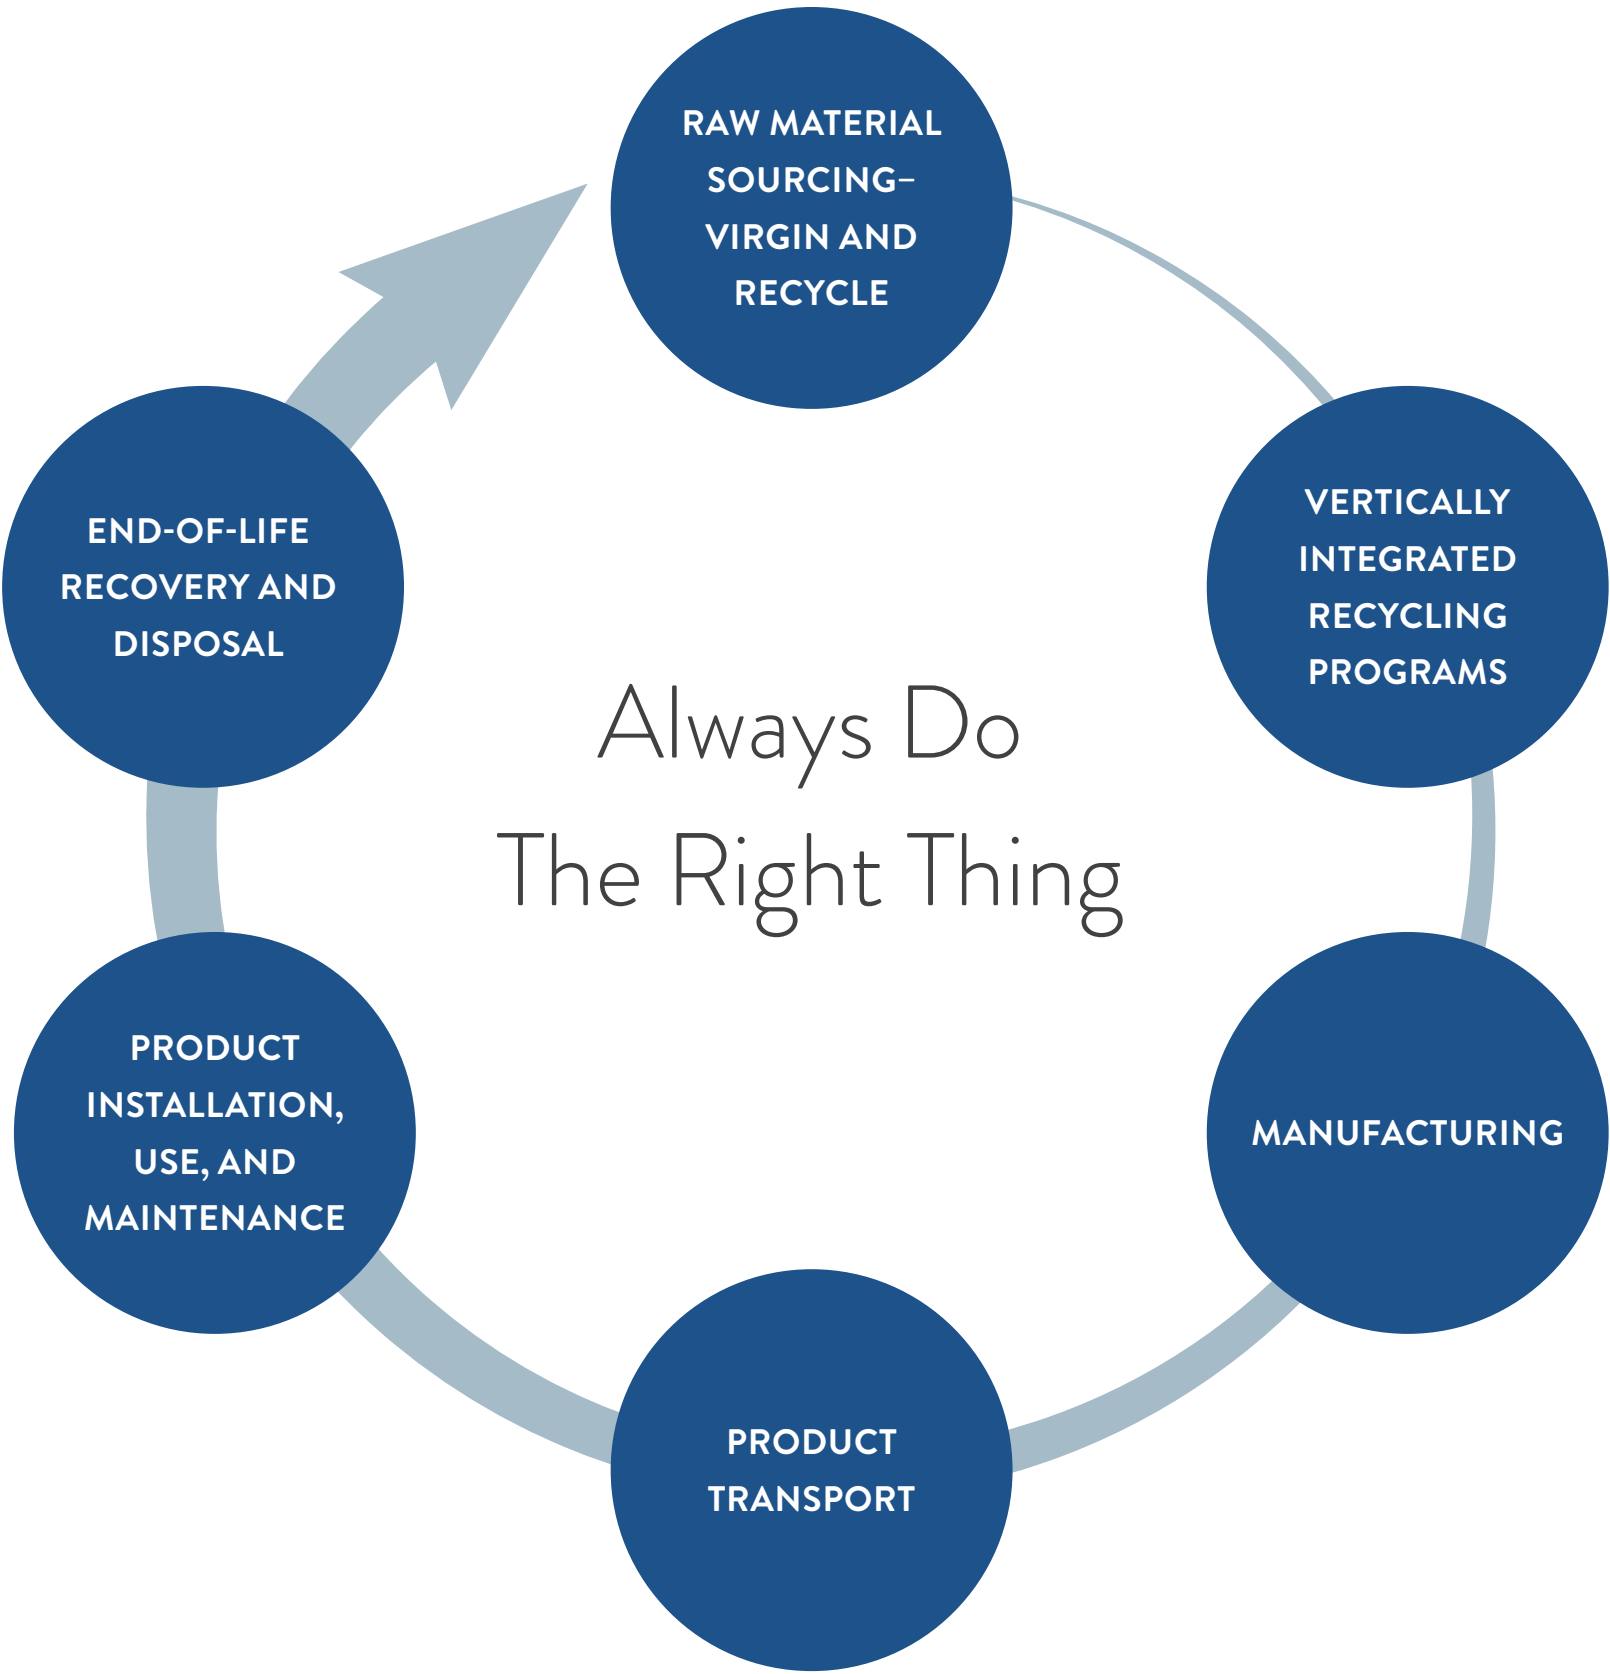 RAW MATERIAL
SOURCING–
VIRGIN AND
RECYCLE
VERTICALLY
INTEGRATED
RECYCLING
PROGRAMS
MANUFACTURING
PRODUCT
TRANSPORT
PRODUCT
INSTALLATION,
USE, AND
MAINTENANCE
END-OF-LIFE
RECOVERY AND
DISPOSAL
Always Do
The Right Thing